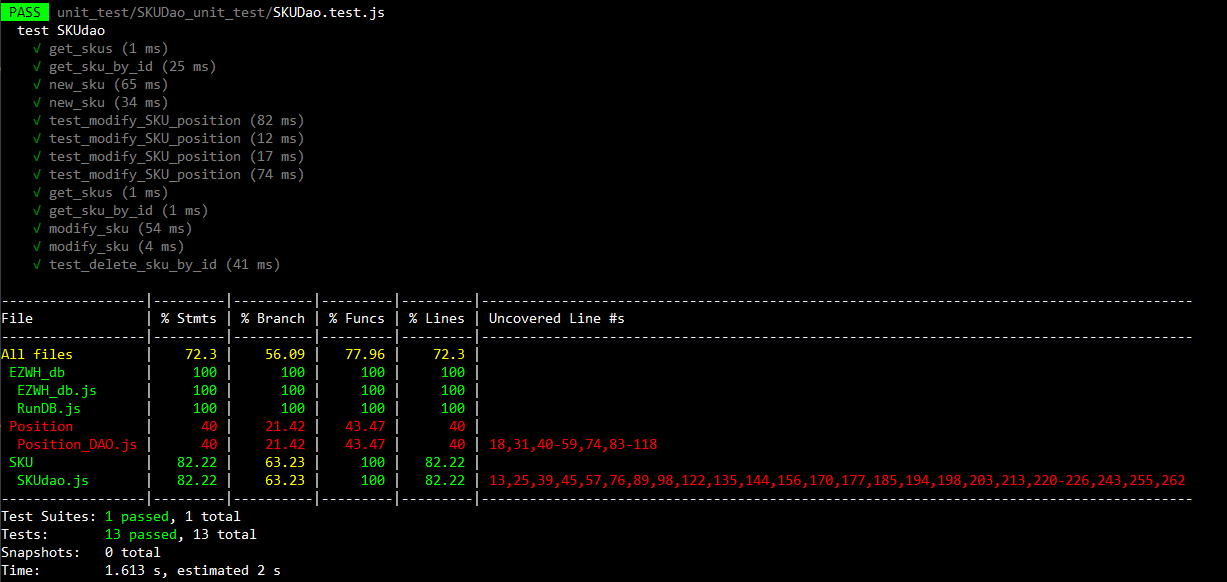 PASS unit_test/SKUDao_unit_test/SKUDao.test.js
test SKUdao
√ get_skus (1 ms)
√ get_sku_by_id (25 ms)
√ new_sku (65 ms)
√ new_sku (34 ms)
√ test_modify_SKU_position (82 ms)
√ test_modify_SKU_position (12 ms)
√ test_modify_SKU_position (17 ms)
√ test_modify_SKU_position (74 ms)
√ get_skus (1 ms)
√ get_sku_by_id (1 ms)
√ modify_sku (54 ms)
√ modify_sku (4 ms)
√ test_delete_sku_by_id (41 ms)
File | % Stmts | % Branch | % Funcs | % Lines | Uncovered Line #s
All files | 72.3 | 56.09 | 77.96 | 72.3 |
EZWH_db | 100 | 100 | 100 | 100 |
EZWH_db.js | 100 | 100 | 100 | 100 |
RunDB.js | 100 | 100 | 100 | 100 |
Position | 40 | 21.42 | 43.47 | 40 |
Position_DAO.js | 40 | 21.42 | 43.47 | 40 | 18,31,40-59,74,83-118
SKU | 82.22 | 63.23 | 100 | 82.22 |
SKUdao.js | 82.22 | 63.23 | 100 | 82.22 | 13,25,39,45,57,76,89,98,122,135,144,156,170,177,185,194,198,203,213,220-226,243,255,262
Test Suites: 1 passed, 1 total
Tests: 13 passed, 13 total
Snapshots: 0 total
Time: 1.613 s, estimated 2 s